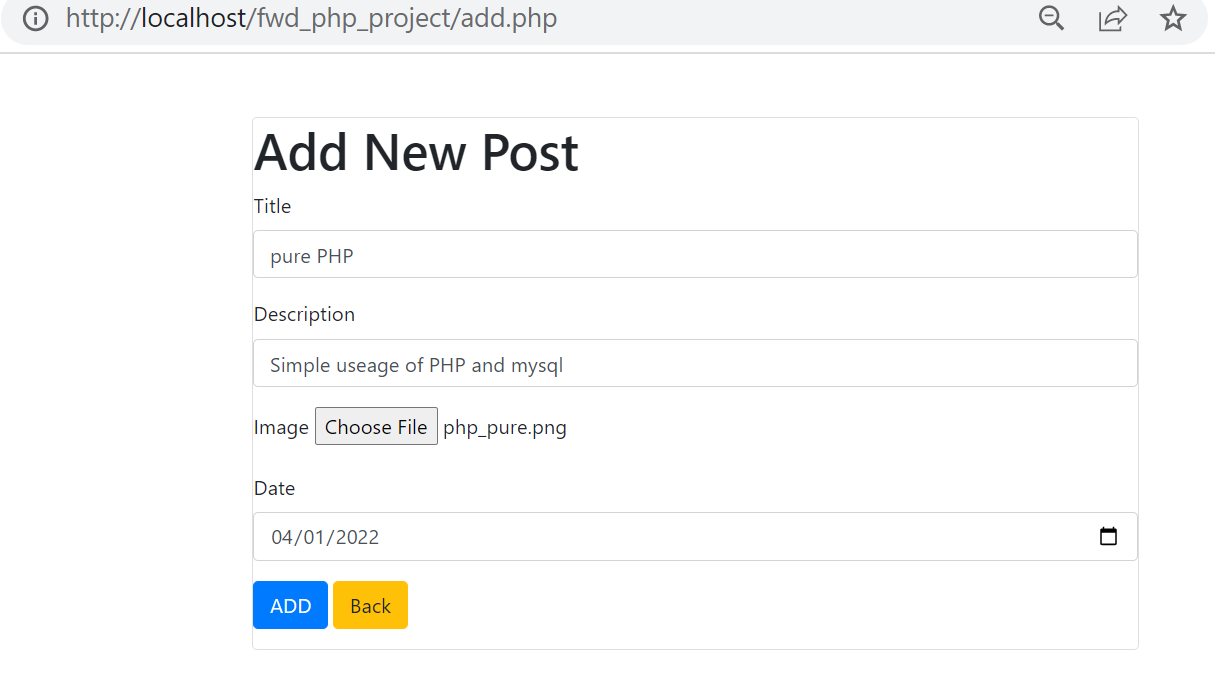 http://localhost/fwd_php_project/add.php
Add New Post
Title
pure PHP
Description
Simple useage of PHP and mysql
Image Choose File php_pure.png
Date
04/01/2022
ADD Back